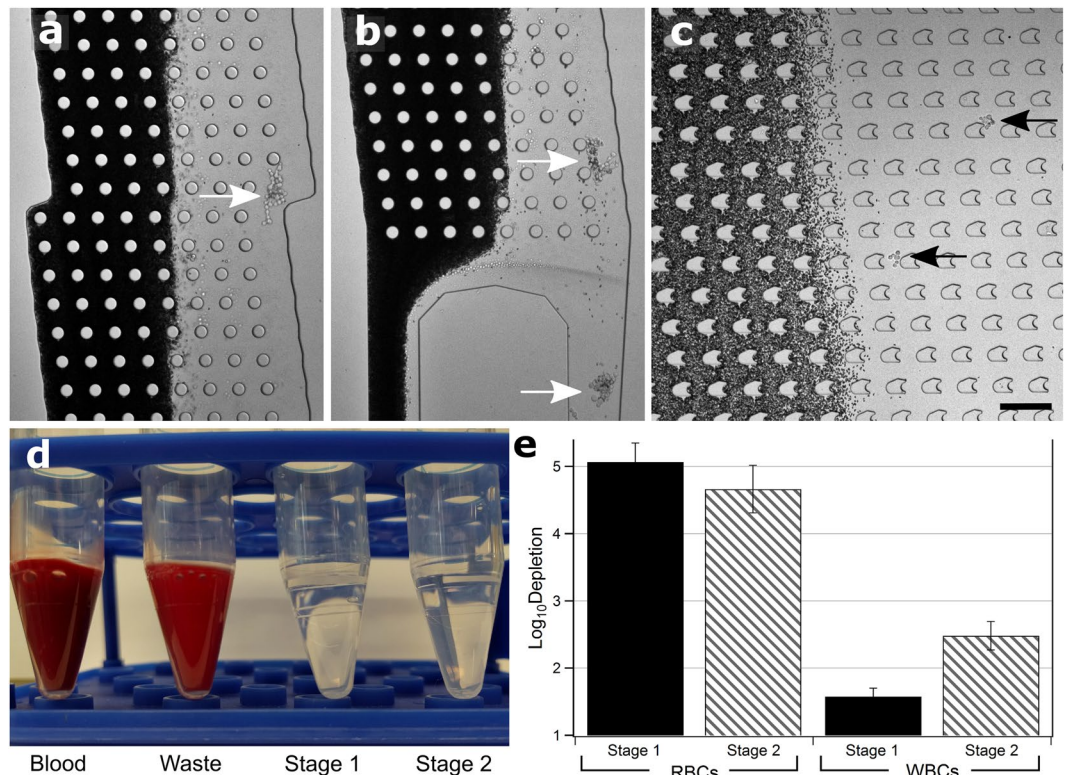 a
b
c
d
Blood Waste Stage 1 Stage 2
e
Log10Depletion
5
4
3
2
1
Stage 1 Stage 2 Stage 1 Stage 2
RBCs WBCs